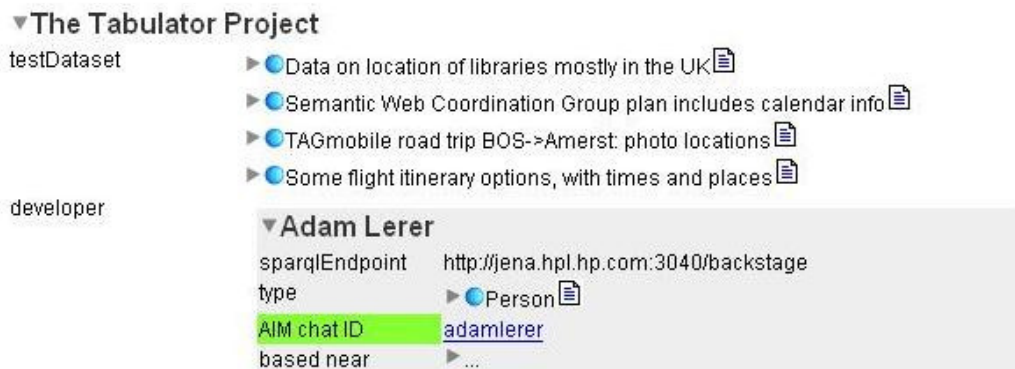 The Tabulator Project
testDataset Data on location of libraries mostly in the UK
Semantic Web Coordination Group plan includes calendar info
TAGmobile road trip BOS->Amerst: photo locations
Some flight itinerary options, with times and places
developer
Adam Lerer
sparqlEndpoint http://jena.hpl.hp.com:3040/backstage
type Person
AIM chat ID adamlerer
based near ...